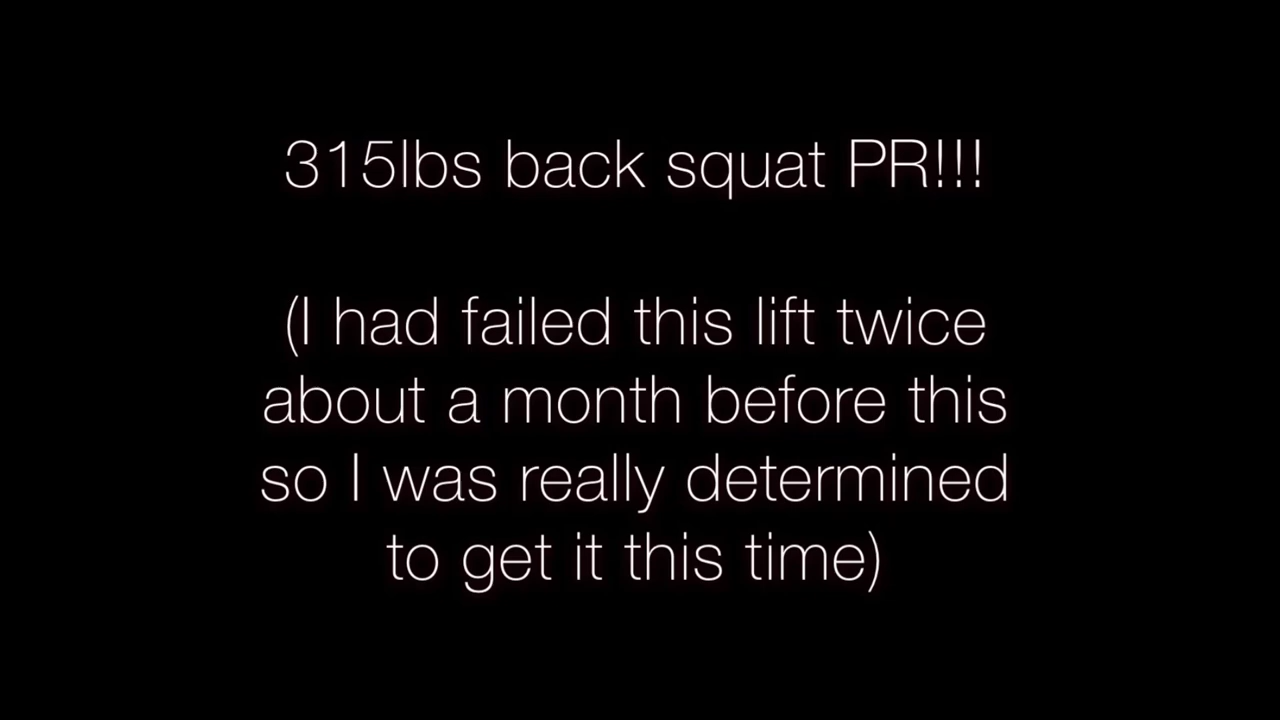 315lbs back squat PR!!!
(I had failed this lift twice
about a month before this
so I was really determined
to get it this time)